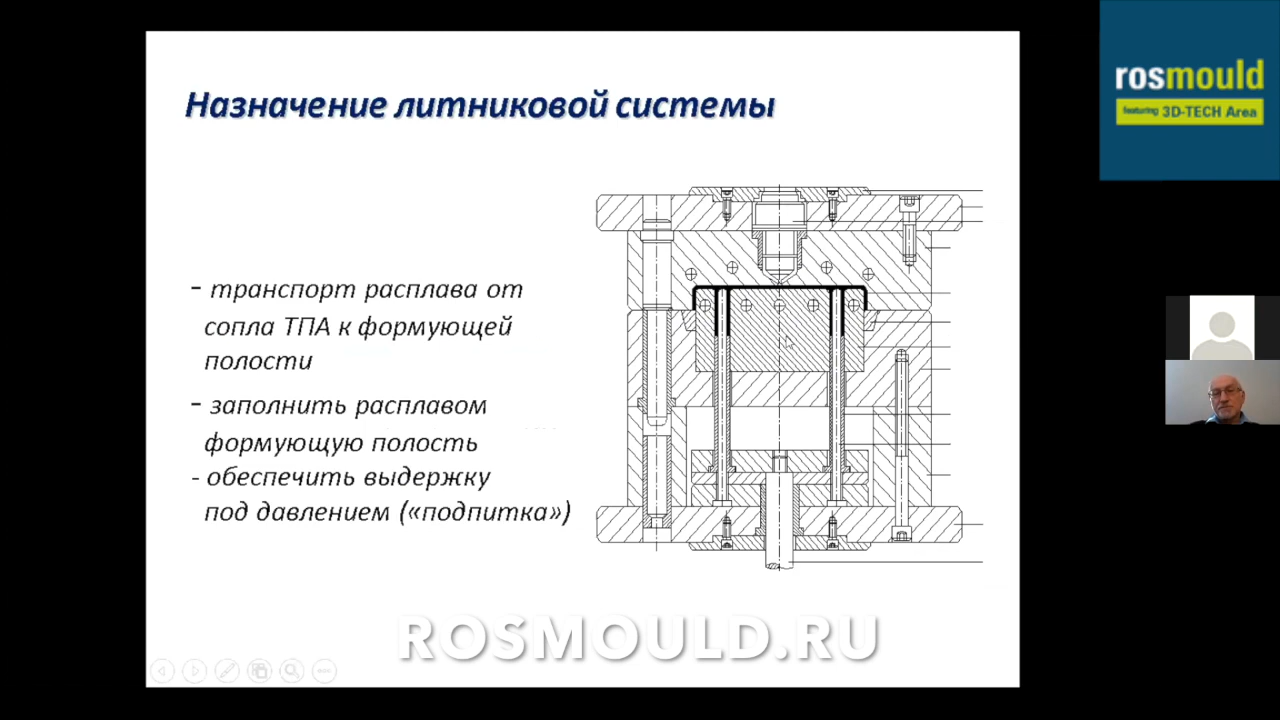 Назначение литниковой системы
- транспорт расплава от
сопла ТПА к формующей
полости
- заполнить расплавом
формующую полость
- обеспечить выдержку
под давлением («подпитка»)
ROSMOULD.RU
rosmould
featuring 3D-TECH Area